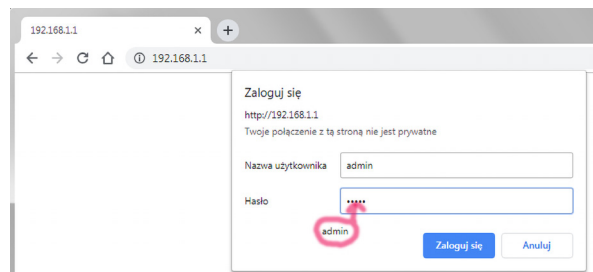 192.168.1.1
192.168.1.1
Zaloguj się
http://192.168.1.1
Twoje połączenie z tą stroną nie jest prywatne
Nazwa użytkownika admin
Hasło •••••
admin
Zaloguj się Anuluj